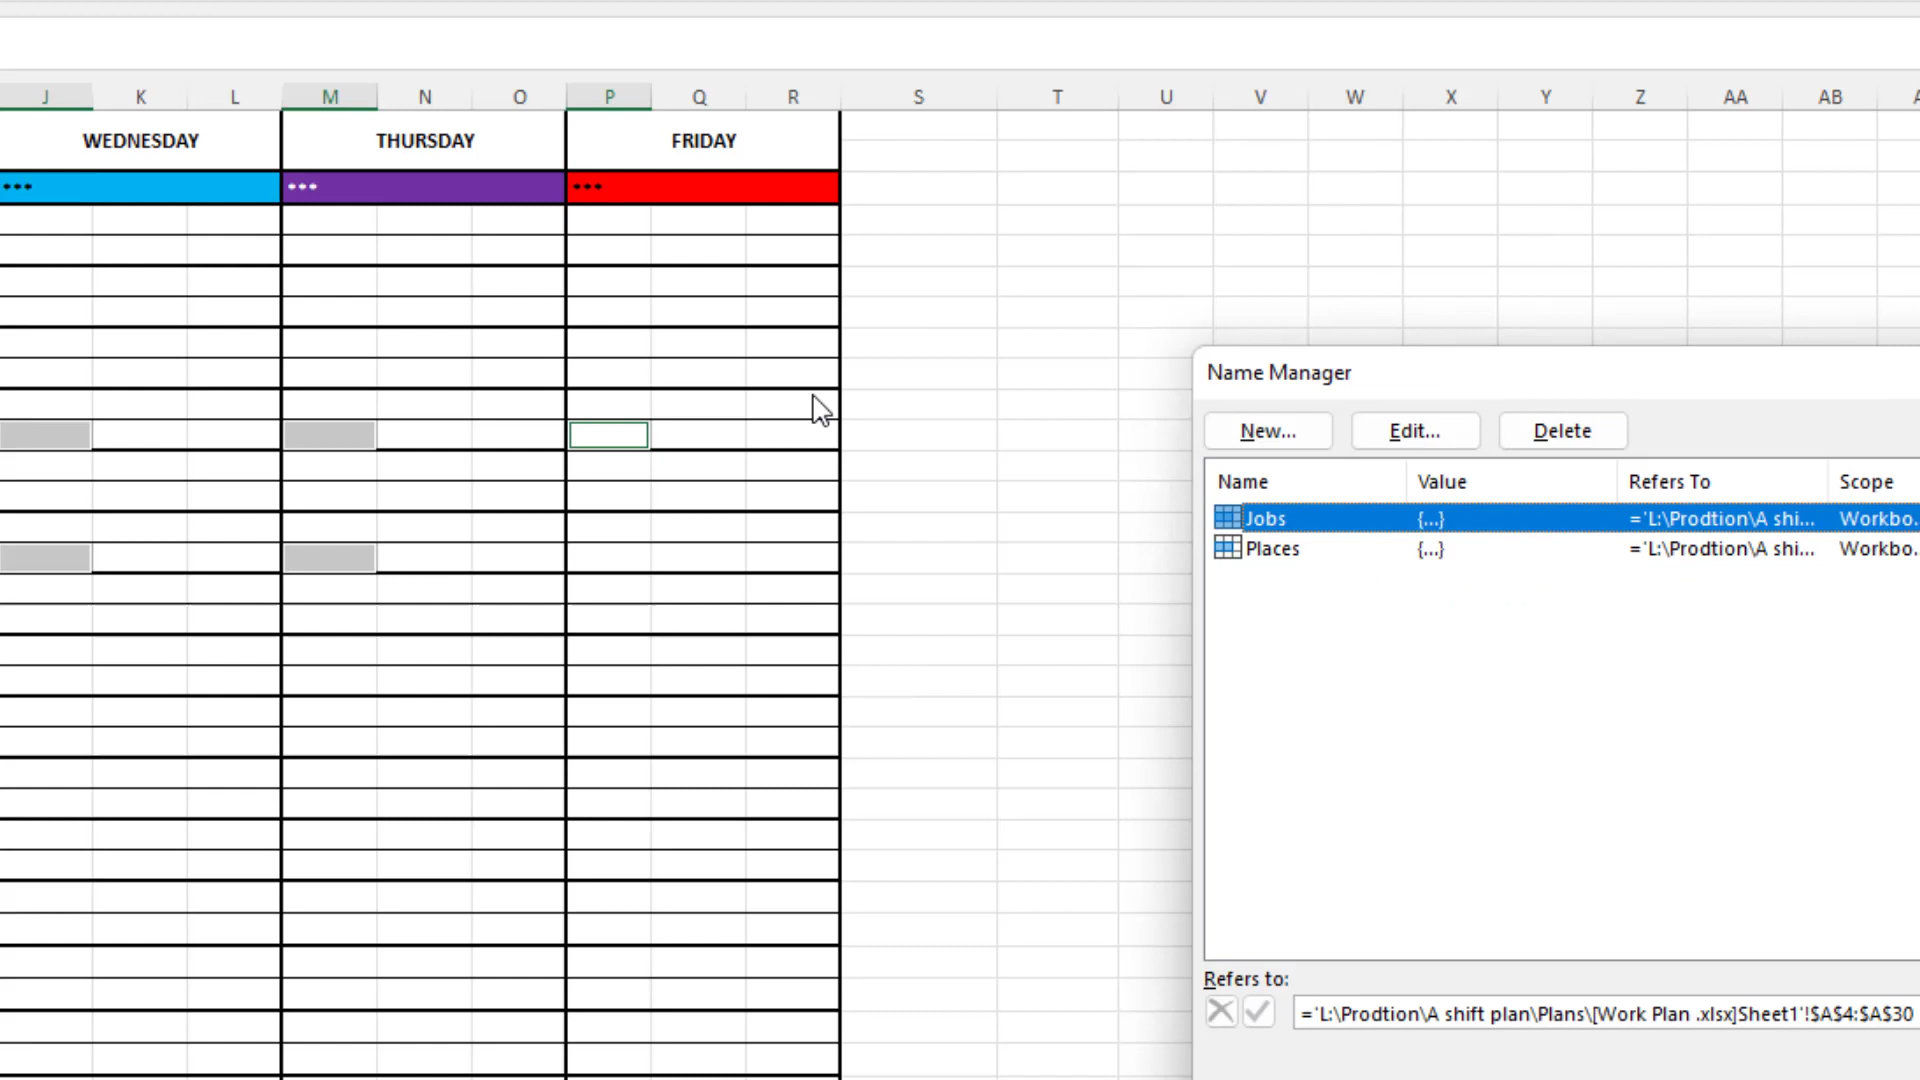 J K L M N O P Q R S T U V W X Y Z AA AB
WEDNESDAY THURSDAY FRIDAY
*** *** ***
Name Manager
New... Edit... Delete
Name Value Refers To Scope
Jobs {...} ='L:\Prodtion\A shi... Workbo...
Places {...} ='L:\Prodtion\A shi... Workbo...
Refers to:
='L:\Prodtion\A shift plan\Plans\[Work Plan .xlsx]Sheet1'!$A$4:$A$30